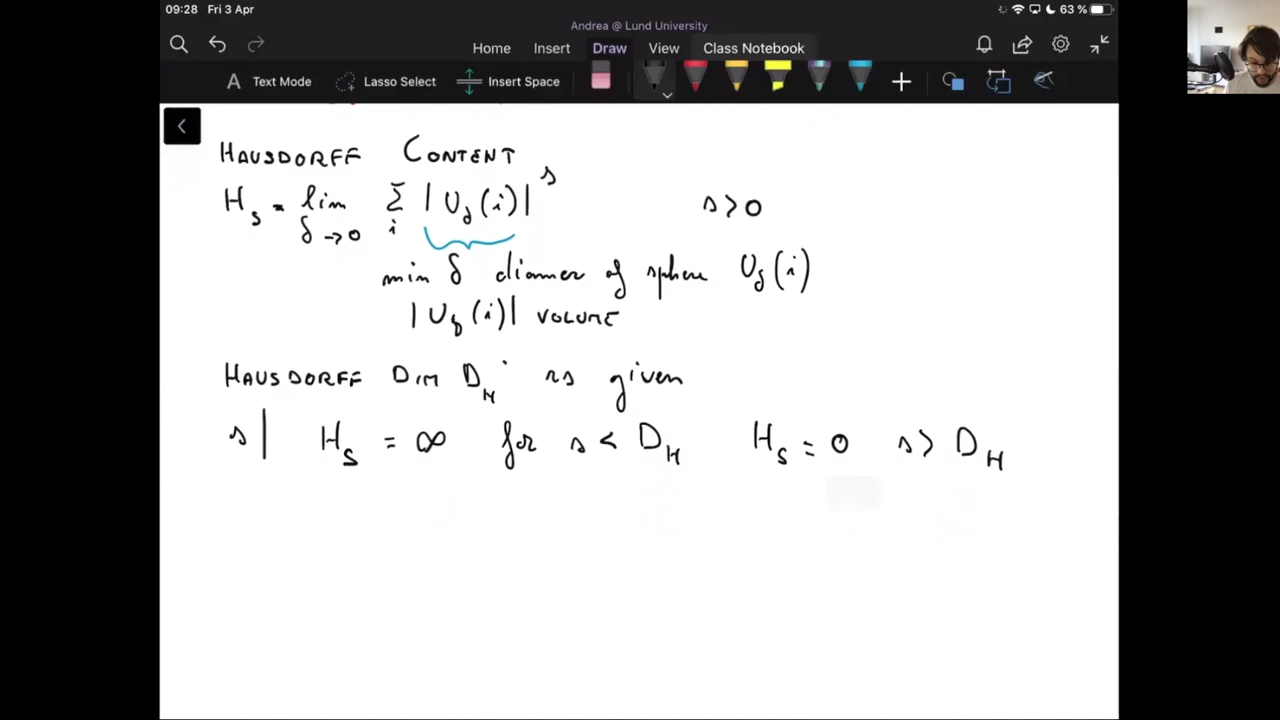 09:28 Fri 3 Apr
63 %
Andrea @ Lund University
Home Insert Draw View Class Notebook
Text Mode Lasso Select Insert Space
HAUSDORFF CONTENT
H_s = lim_{δ→0} Σ_i |U_δ(i)|^s s>0
min δ diamer of sphere U_δ(i)
|U_δ(i)| VOLUME
HAUSDORFF DIM D_H is given
s | H_s = ∞ for s < D_H H_s = 0 s > D_H